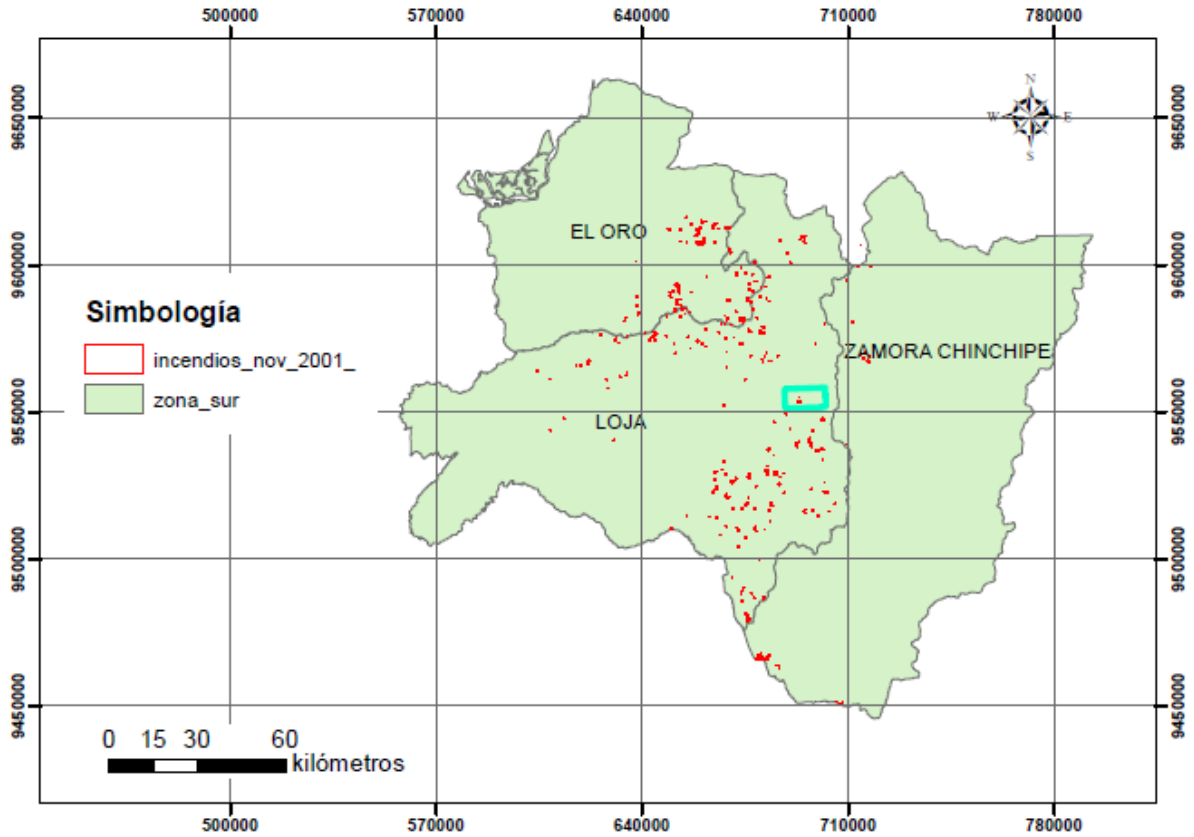 500000 570000 640000 710000 780000
9650000 9650000
N
W E
S
EL ORO
9600000 9600000
Simbología
incendios_nov_2001_
zona_sur
ZAMORA CHINCHIPE
9550000 9550000
LOJA
9500000 9500000
9450000 9450000
0 15 30 60
kilómetros
500000 570000 640000 710000 780000